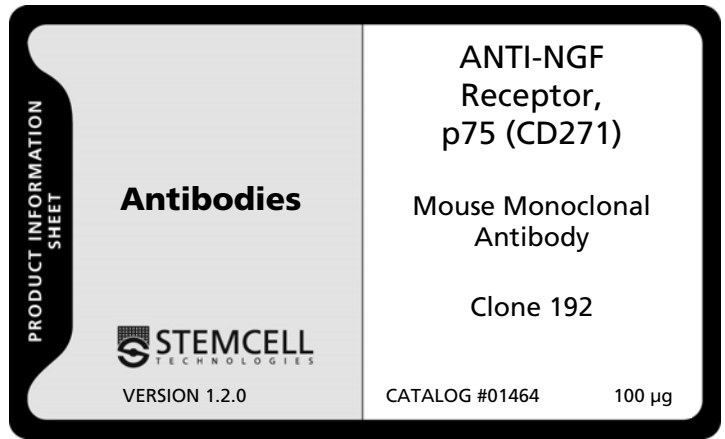 PRODUCT INFORMATION
SHEET
Antibodies
STEMCELL
TECHNOLOGIES
VERSION 1.2.0
ANTI-NGF
Receptor,
p75 (CD271)
Mouse Monoclonal
Antibody
Clone 192
CATALOG #01464 100 µg